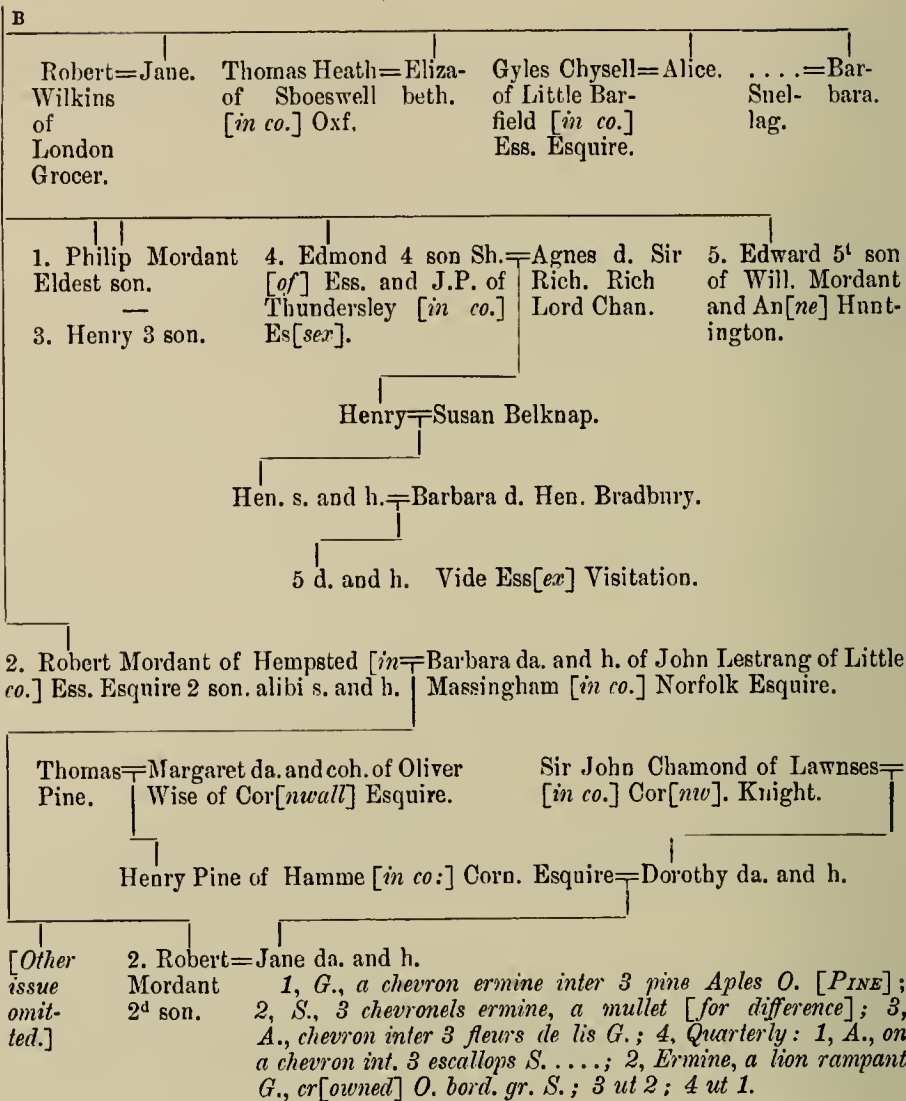 B
Robert=Jane. Thomas Heath=Eliza- Gyles Chysell=Alice. . . . .=Bar-
Wilkins of Sboeswell beth. of Little Bar- Snel- bara.
of [in co.] Oxf. field [in co.] lag.
London Ess. Esquire.
Grocer.
1. Philip Mordant 4. Edmond 4 son Sh.=Agnes d. Sir 5. Edward 5t son
Eldest son. [of] Ess. and J.P. of Rich. Rich of Will. Mordant
— Thundersley [in co.] Lord Chan. and An[ne] Hunt-
3. Henry 3 son. Es[sex]. ington.
Henry=Susan Belknap.
Hen. s. and h.=Barbara d. Hen. Bradbury.
5 d. and h. Vide Ess[ex] Visitation.
2. Robert Mordant of Hempsted [in=Barbara da. and h. of John Lestrang of Little
co.] Ess. Esquire 2 son. alibi s. and h. Massingham [in co.] Norfolk Esquire.
Thomas=Margaret da. and coh. of Oliver Sir John Chamond of Lawnses=
Pine. Wise of Cor[nwall] Esquire. [in co.] Cor[nw]. Knight.
Henry Pine of Hamme [in co:] Corn. Esquire=Dorothy da. and h.
[Other 2. Robert=Jane da. and h.
issue Mordant 1, G., a chevron ermine inter 3 pine Aples O. [PINE];
omit- 2d son. 2, S., 3 chevronels ermine, a mullet [for difference]; 3,
ted.] A., chevron inter 3 fleurs de lis G.; 4, Quarterly: 1, A., on
a chevron int. 3 escallops S. . . . .; 2, Ermine, a lion rampant
G., cr[owned] O. bord. gr. S.; 3 ut 2; 4 ut 1.